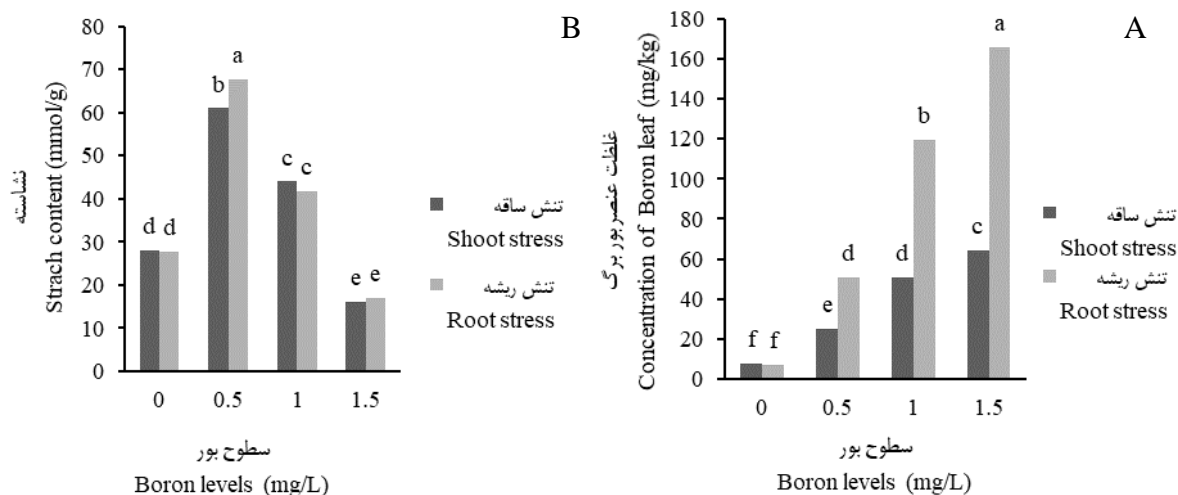 B
80
70
60
50
40
30
20
10
0
نشاسته
Strach content (mmol/g)
d d
b a
c c
e e
0 0.5 1 1.5
سطوح بور
Boron levels (mg/L)
تنش ساقه
Shoot stress
تنش ریشه
Root stress
A
180
160
140
120
100
80
60
40
20
0
غلظت عنصر بور برگ
Concentration of Boron leaf (mg/kg)
f f
e d
d b
c a
0 0.5 1 1.5
سطوح بور
Boron levels (mg/L)
تنش ساقه
Shoot stress
تنش ریشه
Root stress